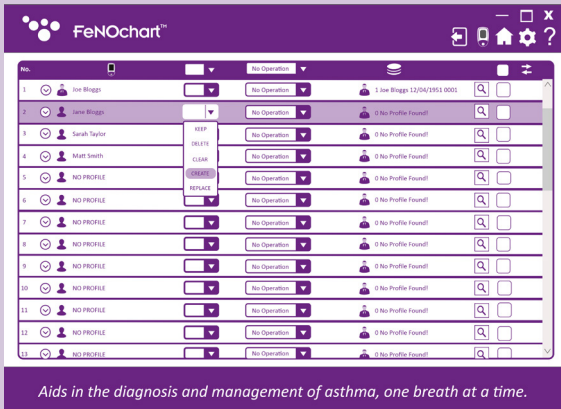 FeNOchart™
No. No Operation
1 Joe Bloggs No Operation 1 Joe Bloggs 12/04/1951 0001
2 Jane Bloggs No Operation 0 No Profile Found!
KEEP
3 Sarah Taylor No Operation 0 No Profile Found!
DELETE
4 Matt Smith No Operation 0 No Profile Found!
CLEAR
5 NO PROFILE No Operation 0 No Profile Found!
CREATE
REPLACE
6 NO PROFILE No Operation 0 No Profile Found!
7 NO PROFILE No Operation 0 No Profile Found!
8 NO PROFILE No Operation 0 No Profile Found!
9 NO PROFILE No Operation 0 No Profile Found!
10 NO PROFILE No Operation 0 No Profile Found!
11 NO PROFILE No Operation 0 No Profile Found!
12 NO PROFILE No Operation 0 No Profile Found!
13 NO PROFILE No Operation 0 No Profile Found!
Aids in the diagnosis and management of asthma, one breath at a time.